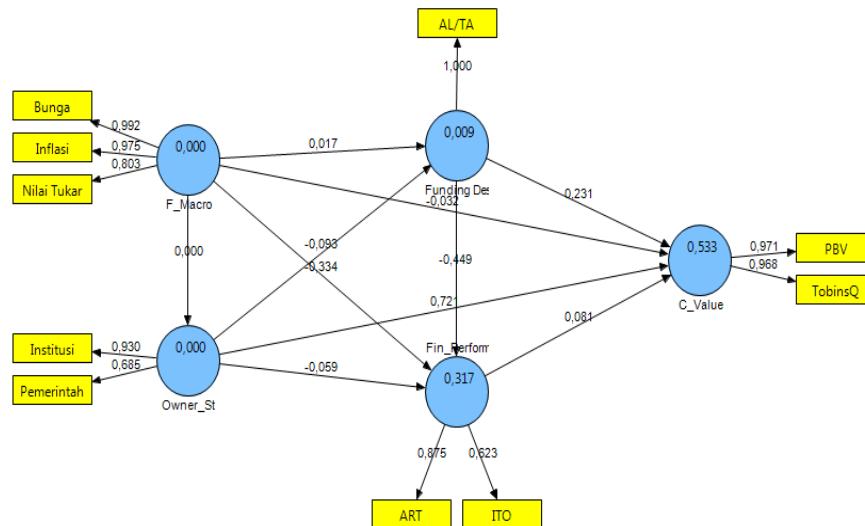 AL/TA
1,000
Bunga
0,992
Inflasi
0,975
Nilai Tukar
0,803
0,000
F_Macro
0,017
0,009
Funding Des
-0,032
0,231
0,000
-0,093
-0,334
-0,449
0,533
C_Value
0,971
PBV
0,968
TobinsQ
0,721
0,081
Institusi
0,930
Pemerintah
0,685
0,000
Owner_St
-0,059
Fin_Perform
0,317
0,875
0,623
ART
ITO